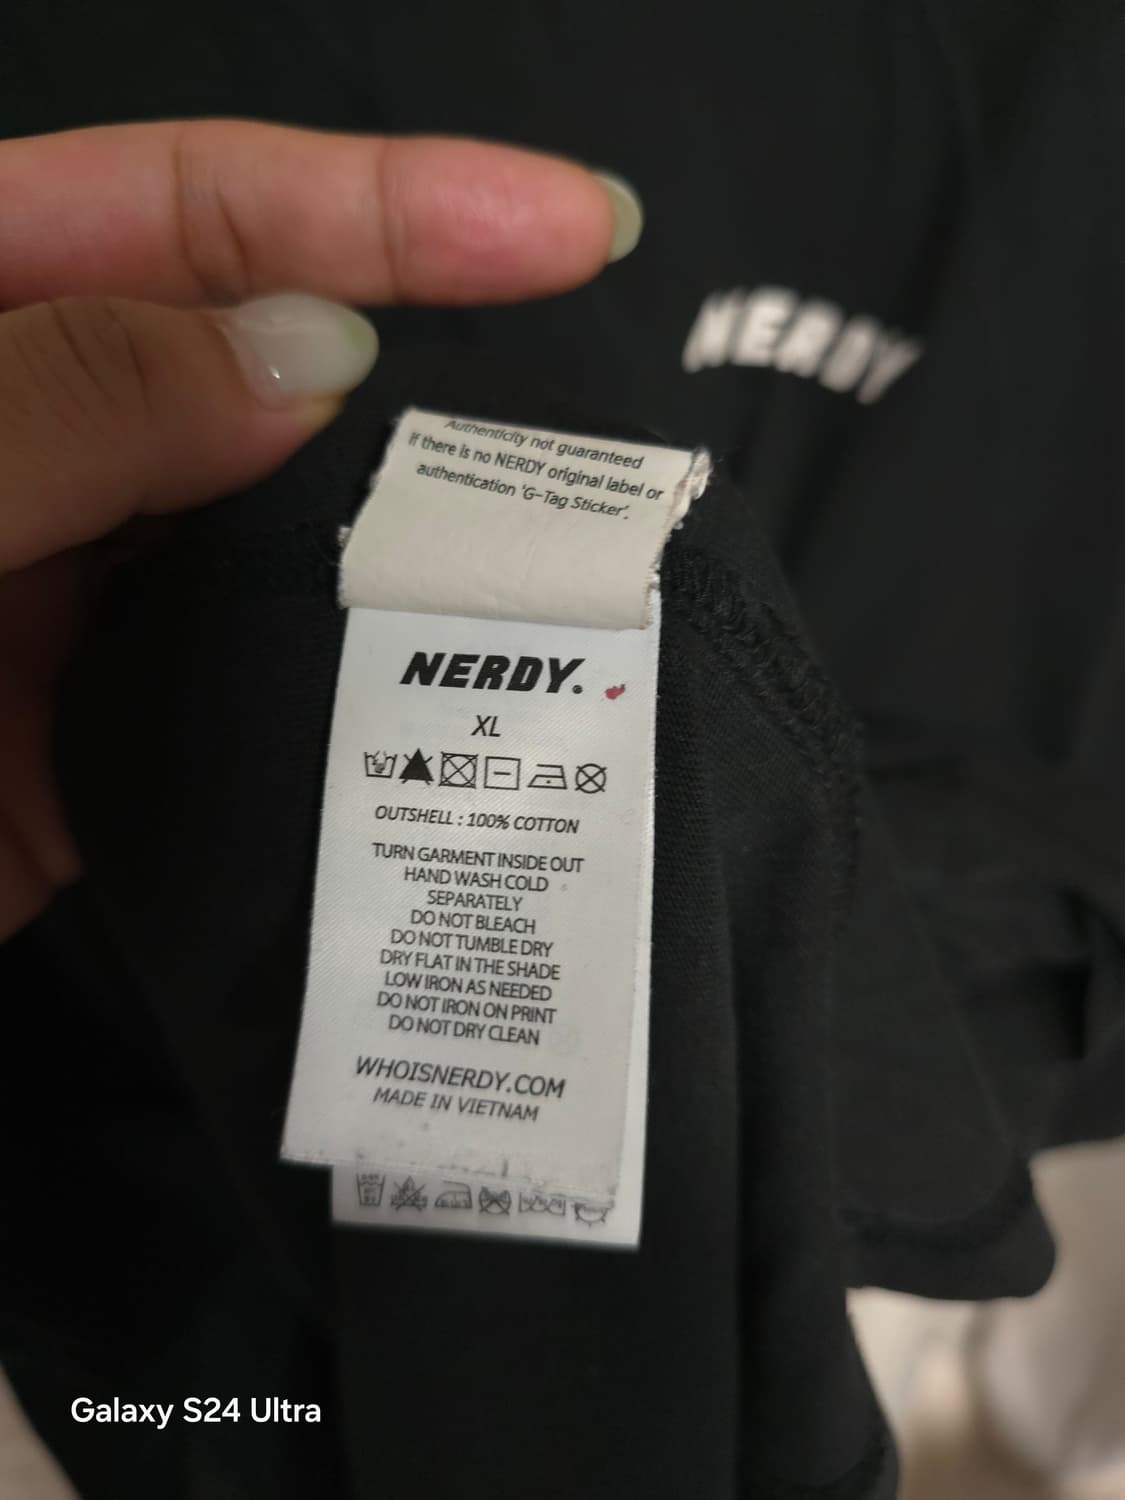 NERDY
Authenticity not guaranteed
If there is no NERDY original label or
authentication 'G-Tag Sticker'.
NERDY.
XL
OUTSHELL : 100% COTTON
TURN GARMENT INSIDE OUT
HAND WASH COLD
SEPARATELY
DO NOT BLEACH
DO NOT TUMBLE DRY
DRY FLAT IN THE SHADE
LOW IRON AS NEEDED
DO NOT IRON ON PRINT
DO NOT DRY CLEAN
WHOISNERDY.COM
MADE IN VIETNAM
Galaxy S24 Ultra